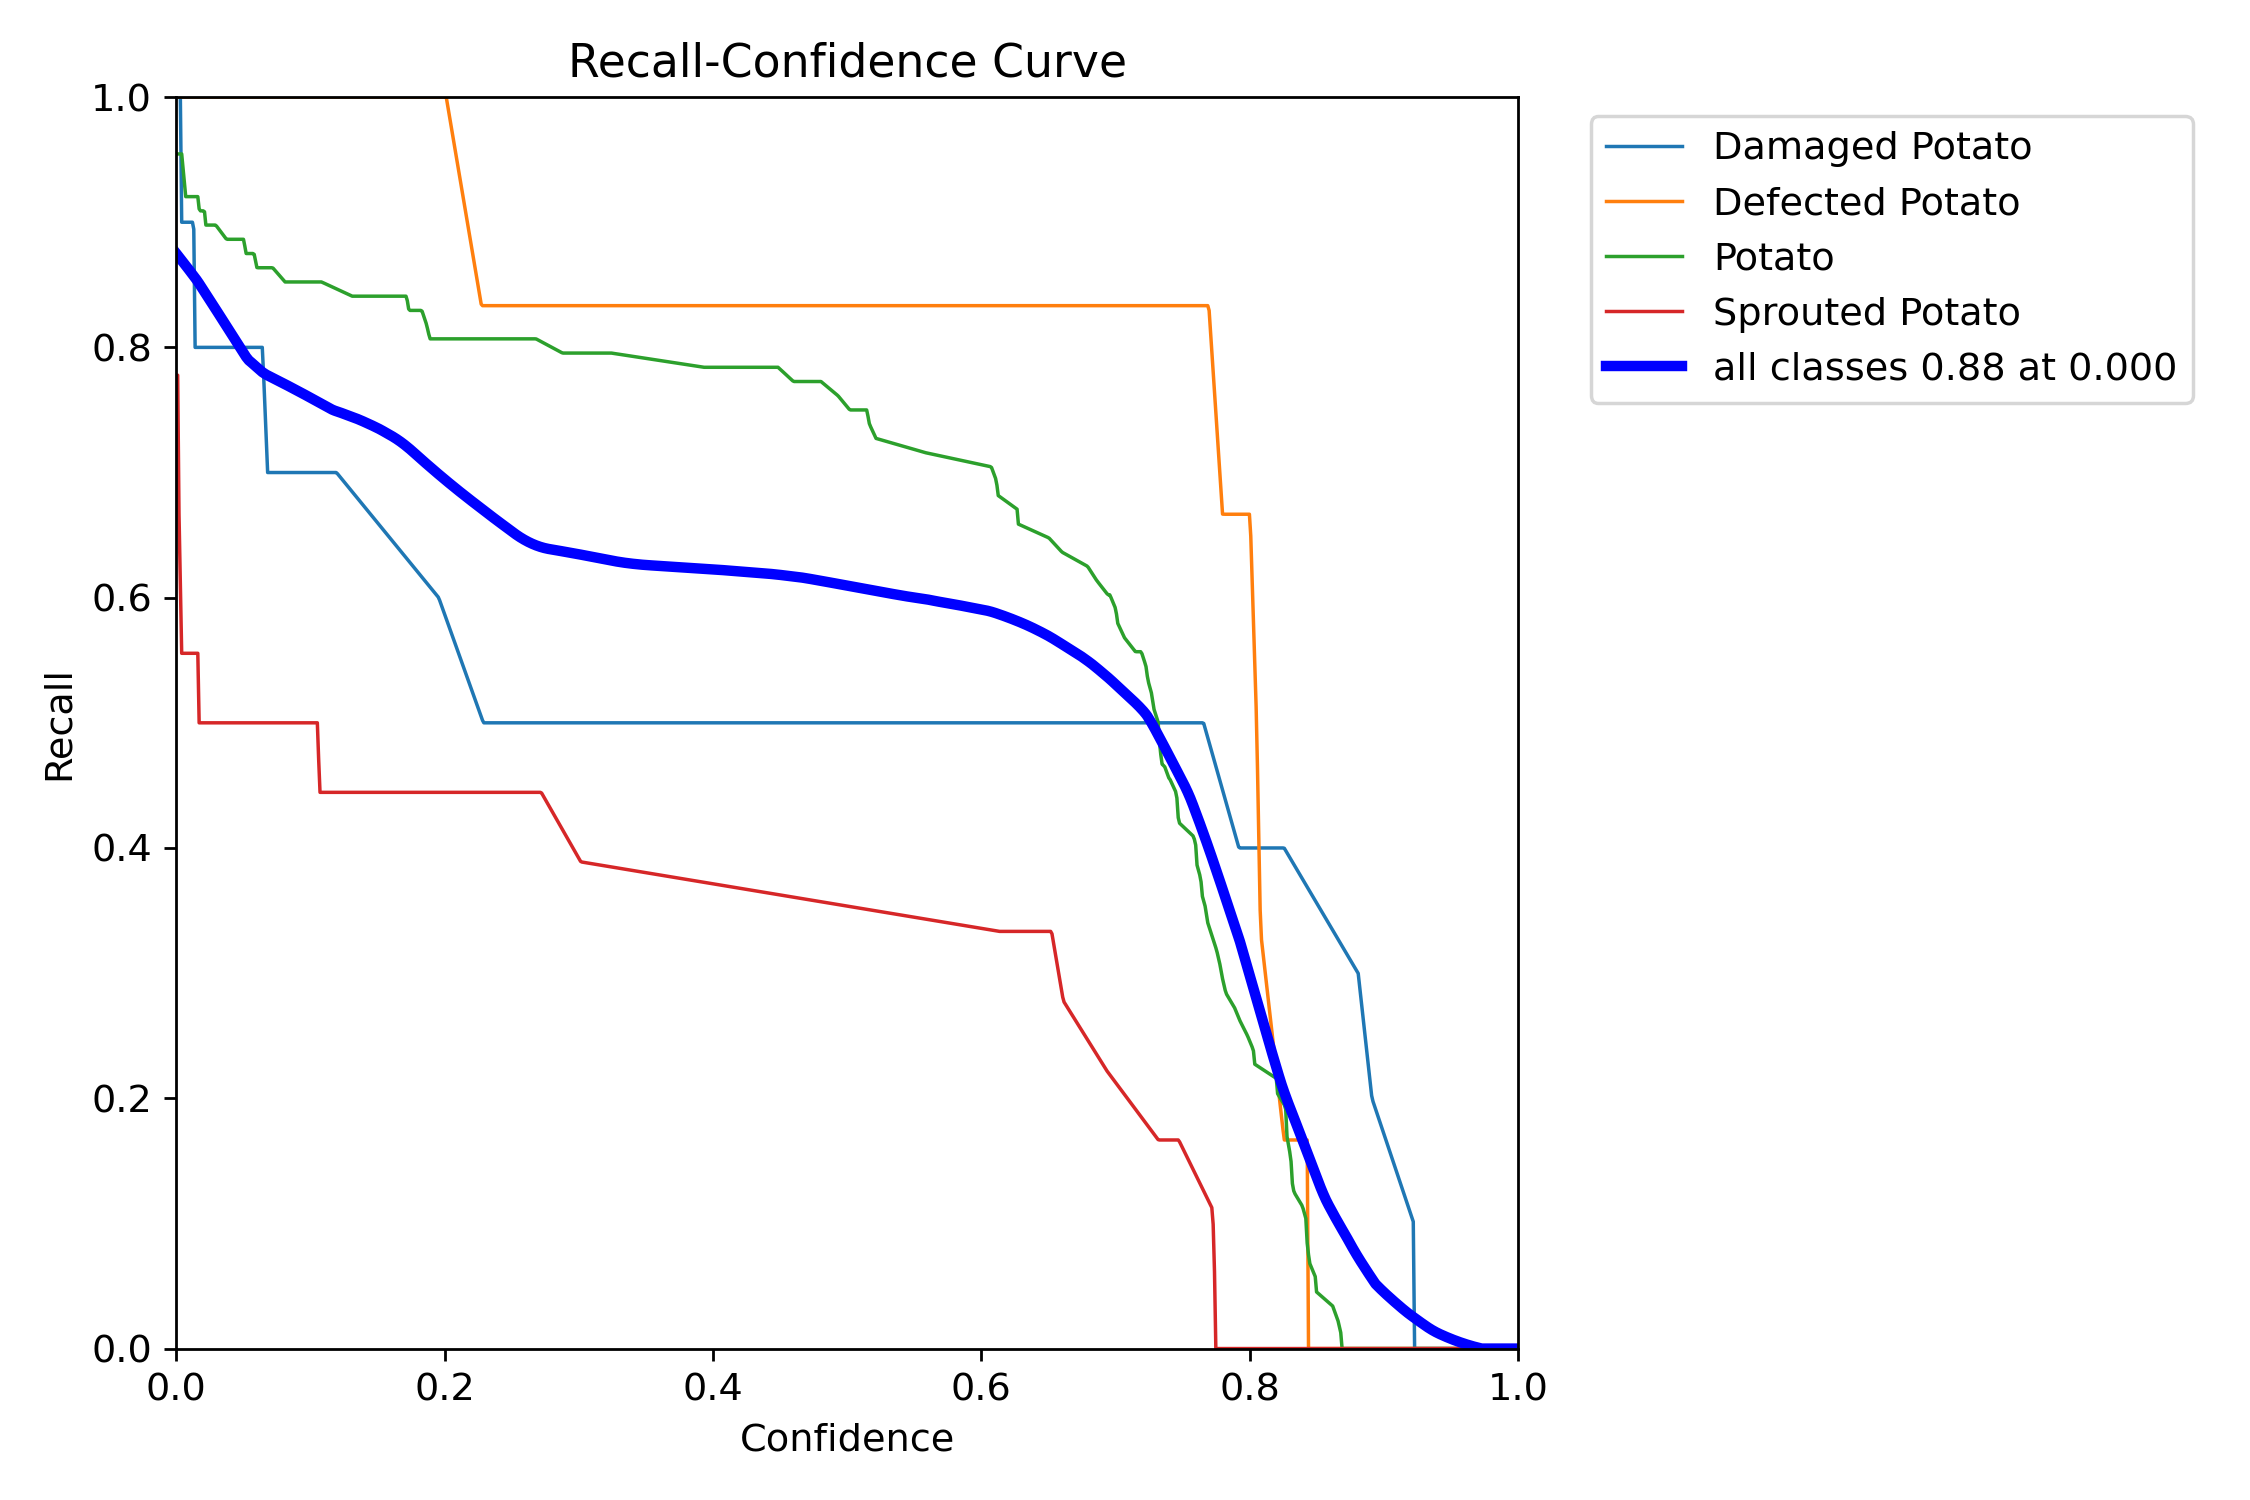 Recall-Confidence Curve
1.0
0.8
0.6
0.4
0.2
0.0
Recall
0.0 0.2 0.4 0.6 0.8 1.0
Confidence
Damaged Potato
Defected Potato
Potato
Sprouted Potato
all classes 0.88 at 0.000